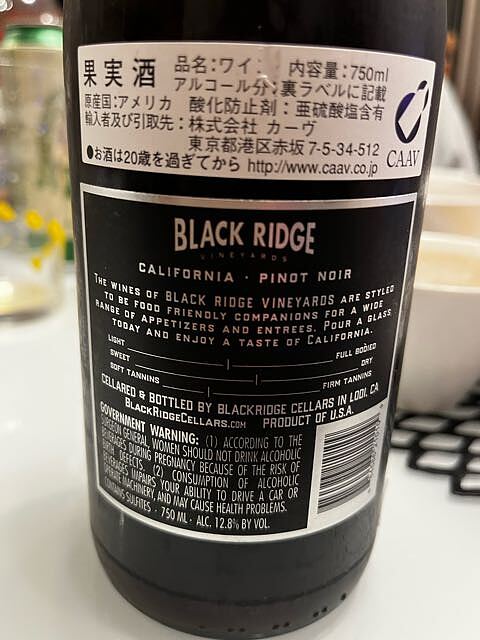 果実酒
品名:ワイ 内容量:750ml
アルコール分:裏ラベルに記載
原産国:アメリカ 酸化防止剤:亜硫酸塩含有
輸入者及び引取先:株式会社 カーヴ
東京都港区赤坂 7-5-34-512
●お酒は20歳を過ぎてから http://www.caav.co.jp
CAAV
BLACK RIDGE
VINEYARDS
CALIFORNIA · PINOT NOIR
THE WINES OF BLACK RIDGE VINEYARDS ARE STYLED
TO BE FOOD FRIENDLY COMPANIONS FOR A WIDE
RANGE OF APPETIZERS AND ENTREES. POUR A GLASS
TODAY AND ENJOY A TASTE OF CALIFORNIA.
LIGHT FULL BODIED
SWEET DRY
SOFT TANNINS FIRM TANNINS
CELLARED & BOTTLED BY BLACKRIDGE CELLARS IN LODI, CA
BLACKRIDGECELLARS.COM PRODUCT OF U.S.A.
GOVERNMENT WARNING: (1) ACCORDING TO THE
SURGEON GENERAL, WOMEN SHOULD NOT DRINK ALCOHOLIC
BEVERAGES DURING PREGNANCY BECAUSE OF THE RISK OF
BIRTH DEFECTS. (2) CONSUMPTION OF ALCOHOLIC
BEVERAGES IMPAIRS YOUR ABILITY TO DRIVE A CAR OR
OPERATE MACHINERY, AND MAY CAUSE HEALTH PROBLEMS.
CONTAINS SULFITES · 750 ML · ALC. 12.8% BY VOL.